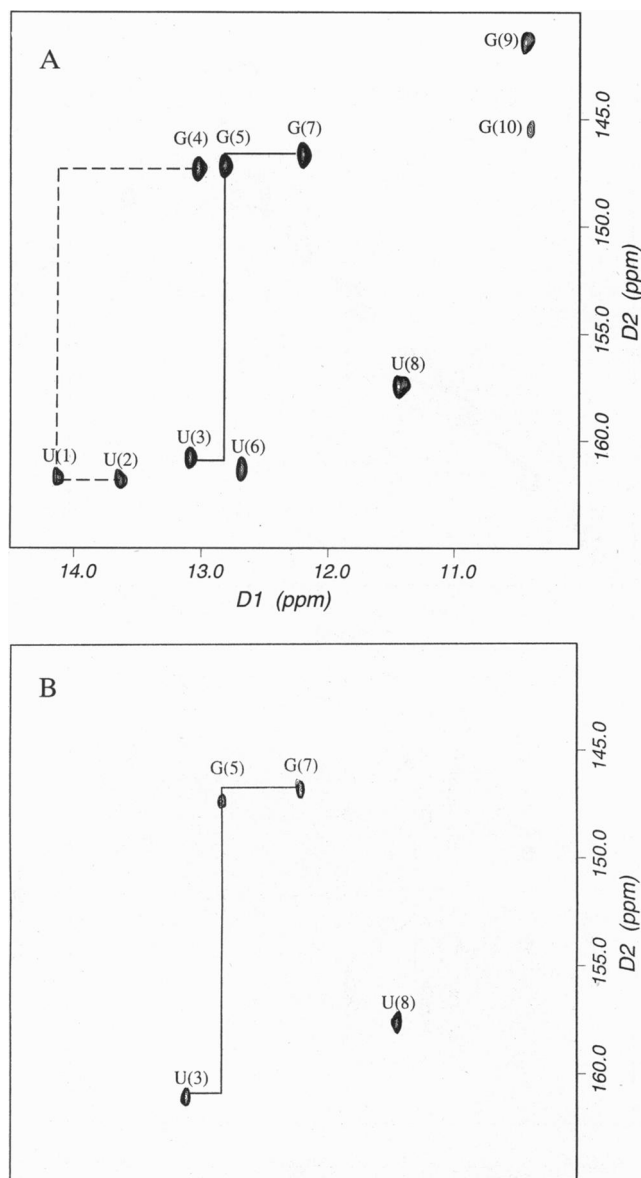 A
G(9)
G(10)
G(4) G(5) G(7)
U(8)
U(3)
U(6)
U(1) U(2)
145.0
150.0
155.0
160.0
D2 (ppm)
14.0 13.0 12.0 11.0
D1 (ppm)
B
G(5) G(7)
U(8)
U(3)
145.0
150.0
155.0
160.0
D2 (ppm)